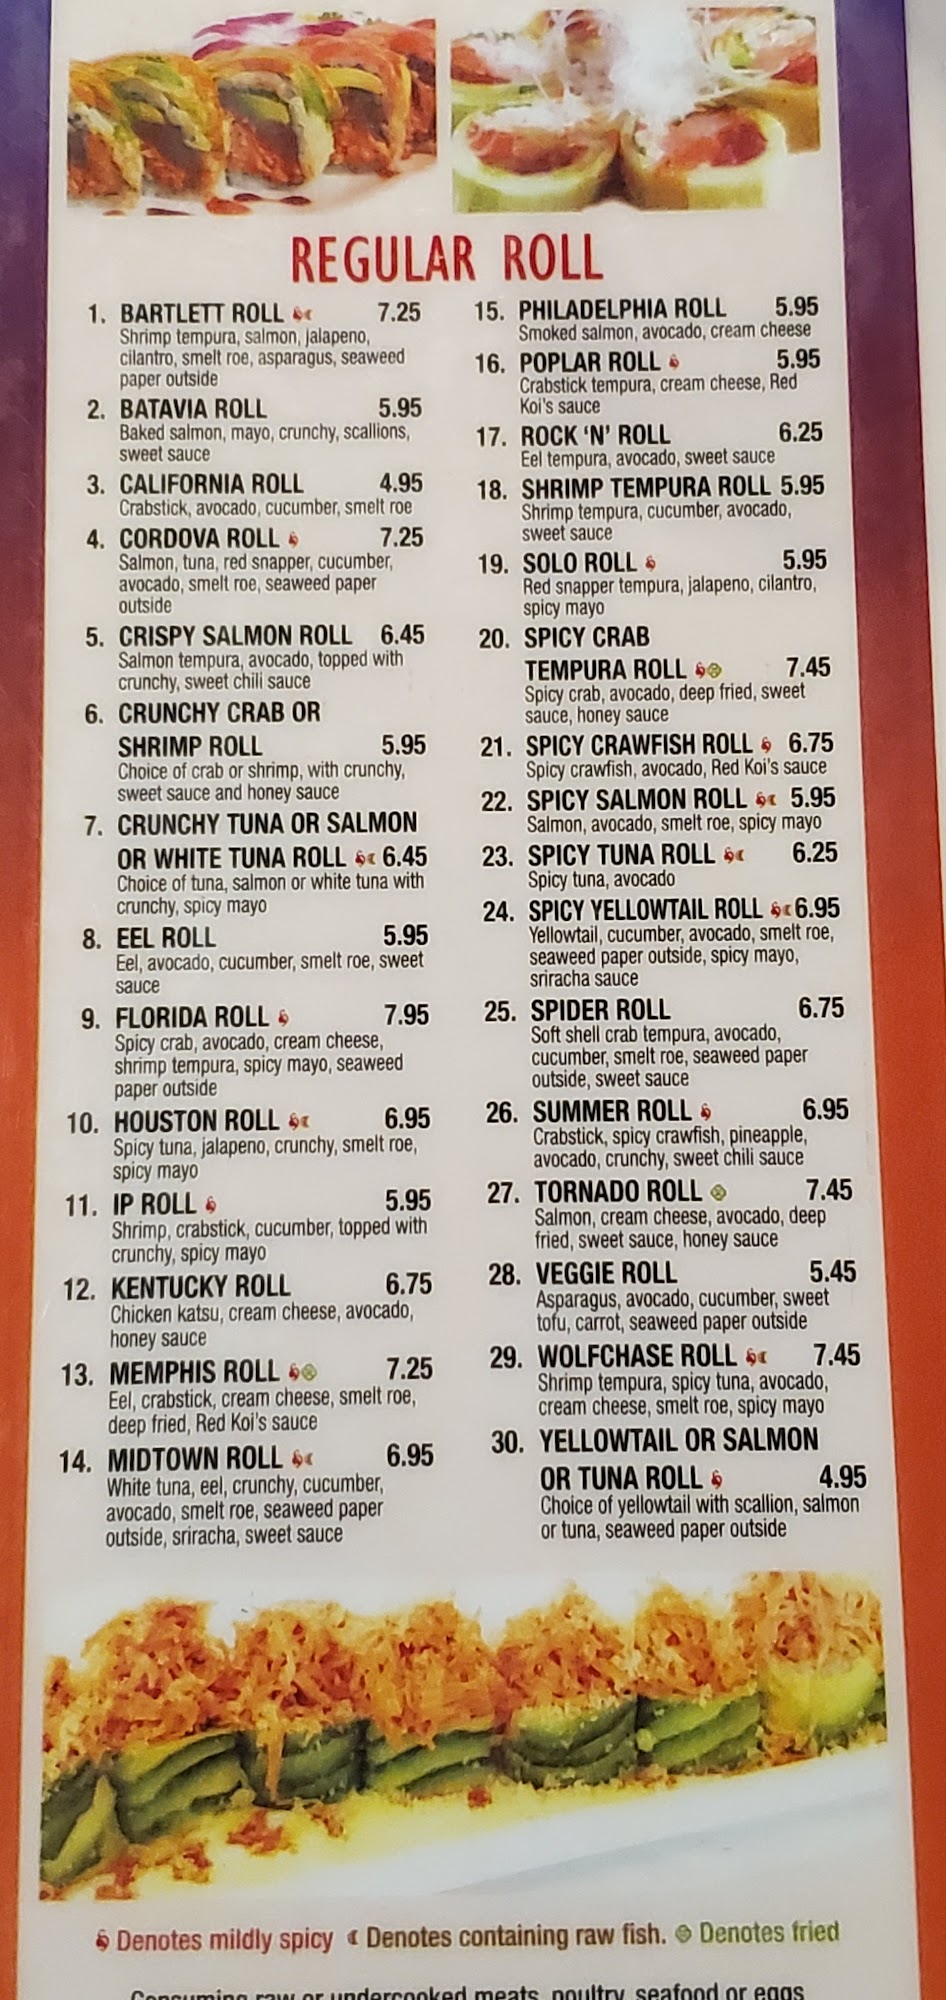 REGULAR ROLL
1. BARTLETT ROLL 7.25
Shrimp tempura, salmon, jalapeno,
cilantro, smelt roe, asparagus, seaweed
paper outside
2. BATAVIA ROLL 5.95
Baked salmon, mayo, crunchy, scallions,
sweet sauce
3. CALIFORNIA ROLL 4.95
Crabstick, avocado, cucumber, smelt roe
4. CORDOVA ROLL 7.25
Salmon, tuna, red snapper, cucumber,
avocado, smelt roe, seaweed paper
outside
5. CRISPY SALMON ROLL 6.45
Salmon tempura, avocado, topped with
crunchy, sweet chili sauce
6. CRUNCHY CRAB OR
SHRIMP ROLL 5.95
Choice of crab or shrimp, with crunchy,
sweet sauce and honey sauce
7. CRUNCHY TUNA OR SALMON
OR WHITE TUNA ROLL 6.45
Choice of tuna, salmon or white tuna with
crunchy, spicy mayo
8. EEL ROLL 5.95
Eel, avocado, cucumber, smelt roe, sweet
sauce
9. FLORIDA ROLL 7.95
Spicy crab, avocado, cream cheese,
shrimp tempura, spicy mayo, seaweed
paper outside
10. HOUSTON ROLL 6.95
Spicy tuna, jalapeno, crunchy, smelt roe,
spicy mayo
11. IP ROLL 5.95
Shrimp, crabstick, cucumber, topped with
crunchy, spicy mayo
12. KENTUCKY ROLL 6.75
Chicken katsu, cream cheese, avocado,
honey sauce
13. MEMPHIS ROLL 7.25
Eel, crabstick, cream cheese, smelt roe,
deep fried, Red Koi's sauce
14. MIDTOWN ROLL 6.95
White tuna, eel, crunchy, cucumber,
avocado, smelt roe, seaweed paper
outside, sriracha, sweet sauce
15. PHILADELPHIA ROLL 5.95
Smoked salmon, avocado, cream cheese
16. POPLAR ROLL 5.95
Crabstick tempura, cream cheese, Red
Koi's sauce
17. ROCK 'N' ROLL 6.25
Eel tempura, avocado, sweet sauce
18. SHRIMP TEMPURA ROLL 5.95
Shrimp tempura, cucumber, avocado,
sweet sauce
19. SOLO ROLL 5.95
Red snapper tempura, jalapeno, cilantro,
spicy mayo
20. SPICY CRAB
TEMPURA ROLL 7.45
Spicy crab, avocado, deep fried, sweet
sauce, honey sauce
21. SPICY CRAWFISH ROLL 6.75
Spicy crawfish, avocado, Red Koi's sauce
22. SPICY SALMON ROLL 5.95
Salmon, avocado, smelt roe, spicy mayo
23. SPICY TUNA ROLL 6.25
Spicy tuna, avocado
24. SPICY YELLOWTAIL ROLL 6.95
Yellowtail, cucumber, avocado, smelt roe,
seaweed paper outside, spicy mayo,
sriracha sauce
25. SPIDER ROLL 6.75
Soft shell crab tempura, avocado,
cucumber, smelt roe, seaweed paper
outside, sweet sauce
26. SUMMER ROLL 6.95
Crabstick, spicy crawfish, pineapple,
avocado, crunchy, sweet chili sauce
27. TORNADO ROLL 7.45
Salmon, cream cheese, avocado, deep
fried, sweet sauce, honey sauce
28. VEGGIE ROLL 5.45
Asparagus, avocado, cucumber, sweet
tofu, carrot, seaweed paper outside
29. WOLFCHASE ROLL 7.45
Shrimp tempura, spicy tuna, avocado,
cream cheese, smelt roe, spicy mayo
30. YELLOWTAIL OR SALMON
OR TUNA ROLL 4.95
Choice of yellowtail with scallion, salmon
or tuna, seaweed paper outside
Denotes mildly spicy Denotes containing raw fish. Denotes fried
Consuming raw or undercooked meats, poultry, seafood or eggs